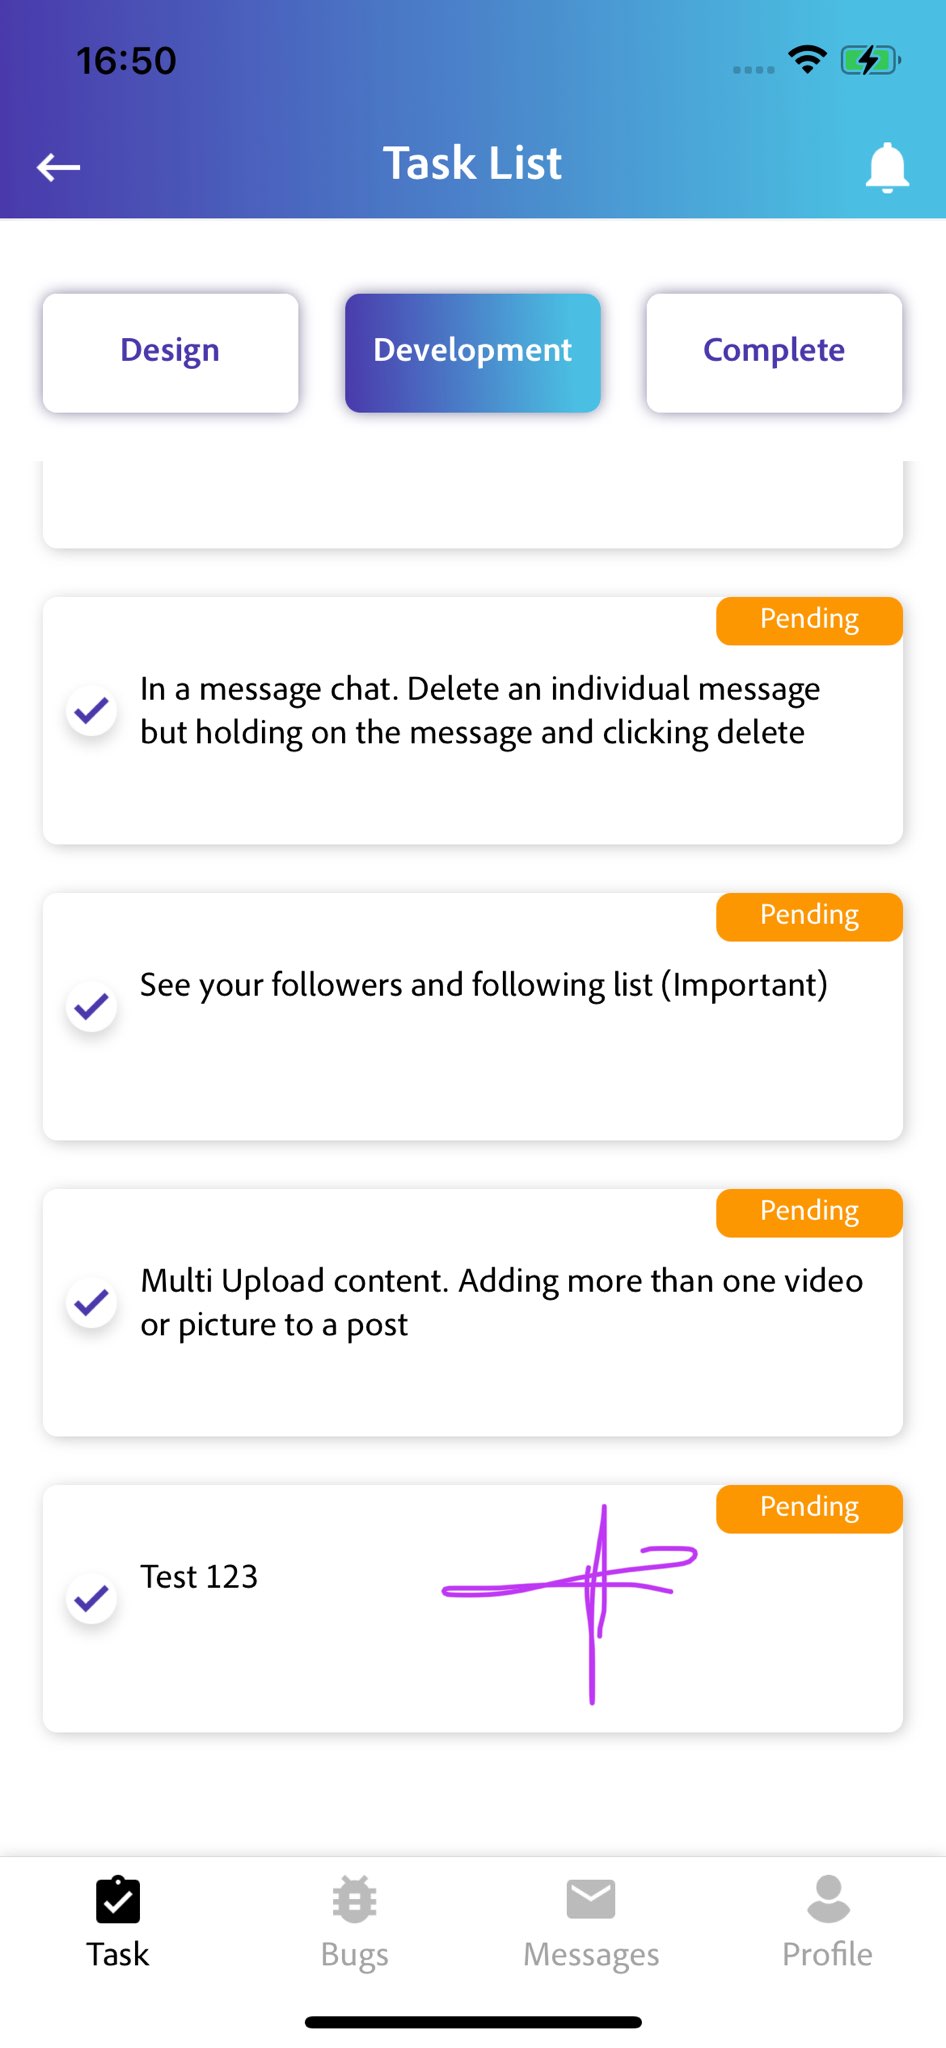 16:50
Task List
Design
Development
Complete
Pending
In a message chat. Delete an individual message
but holding on the message and clicking delete
Pending
See your followers and following list (Important)
Pending
Multi Upload content. Adding more than one video
or picture to a post
Pending
Test 123
Task
Bugs
Messages
Profile